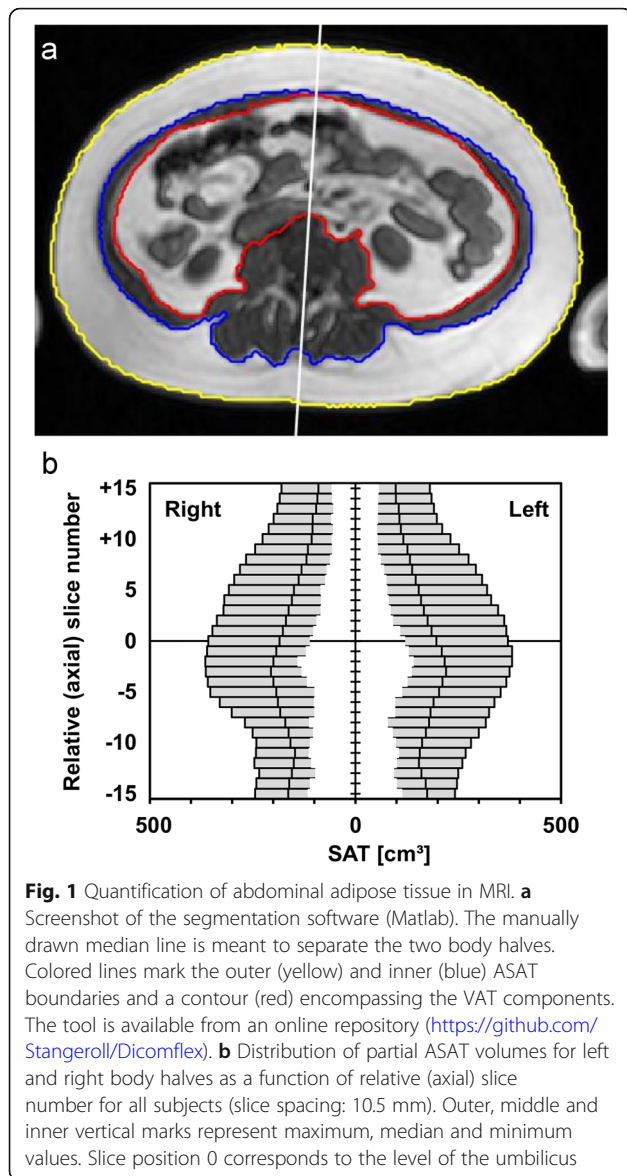 a
b
+15
+10
5
0
-5
-10
-15
Relative (axial) slice number
Right
Left
500
0
500
SAT [cm³]
Fig. 1 Quantification of abdominal adipose tissue in MRI. a
Screenshot of the segmentation software (Matlab). The manually
drawn median line is meant to separate the two body halves.
Colored lines mark the outer (yellow) and inner (blue) ASAT
boundaries and a contour (red) encompassing the VAT components.
The tool is available from an online repository (https://github.com/
Stangeroll/Dicomflex). b Distribution of partial ASAT volumes for left
and right body halves as a function of relative (axial) slice
number for all subjects (slice spacing: 10.5 mm). Outer, middle and
inner vertical marks represent maximum, median and minimum
values. Slice position 0 corresponds to the level of the umbilicus